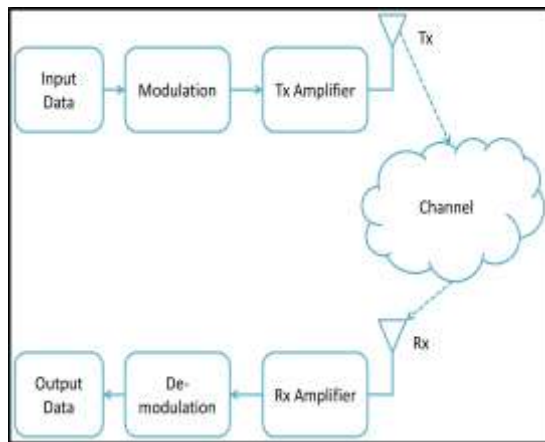 Input
Data
Modulation
Tx Amplifier
Tx
Channel
Rx
Output
Data
De-
modulation
Rx Amplifier